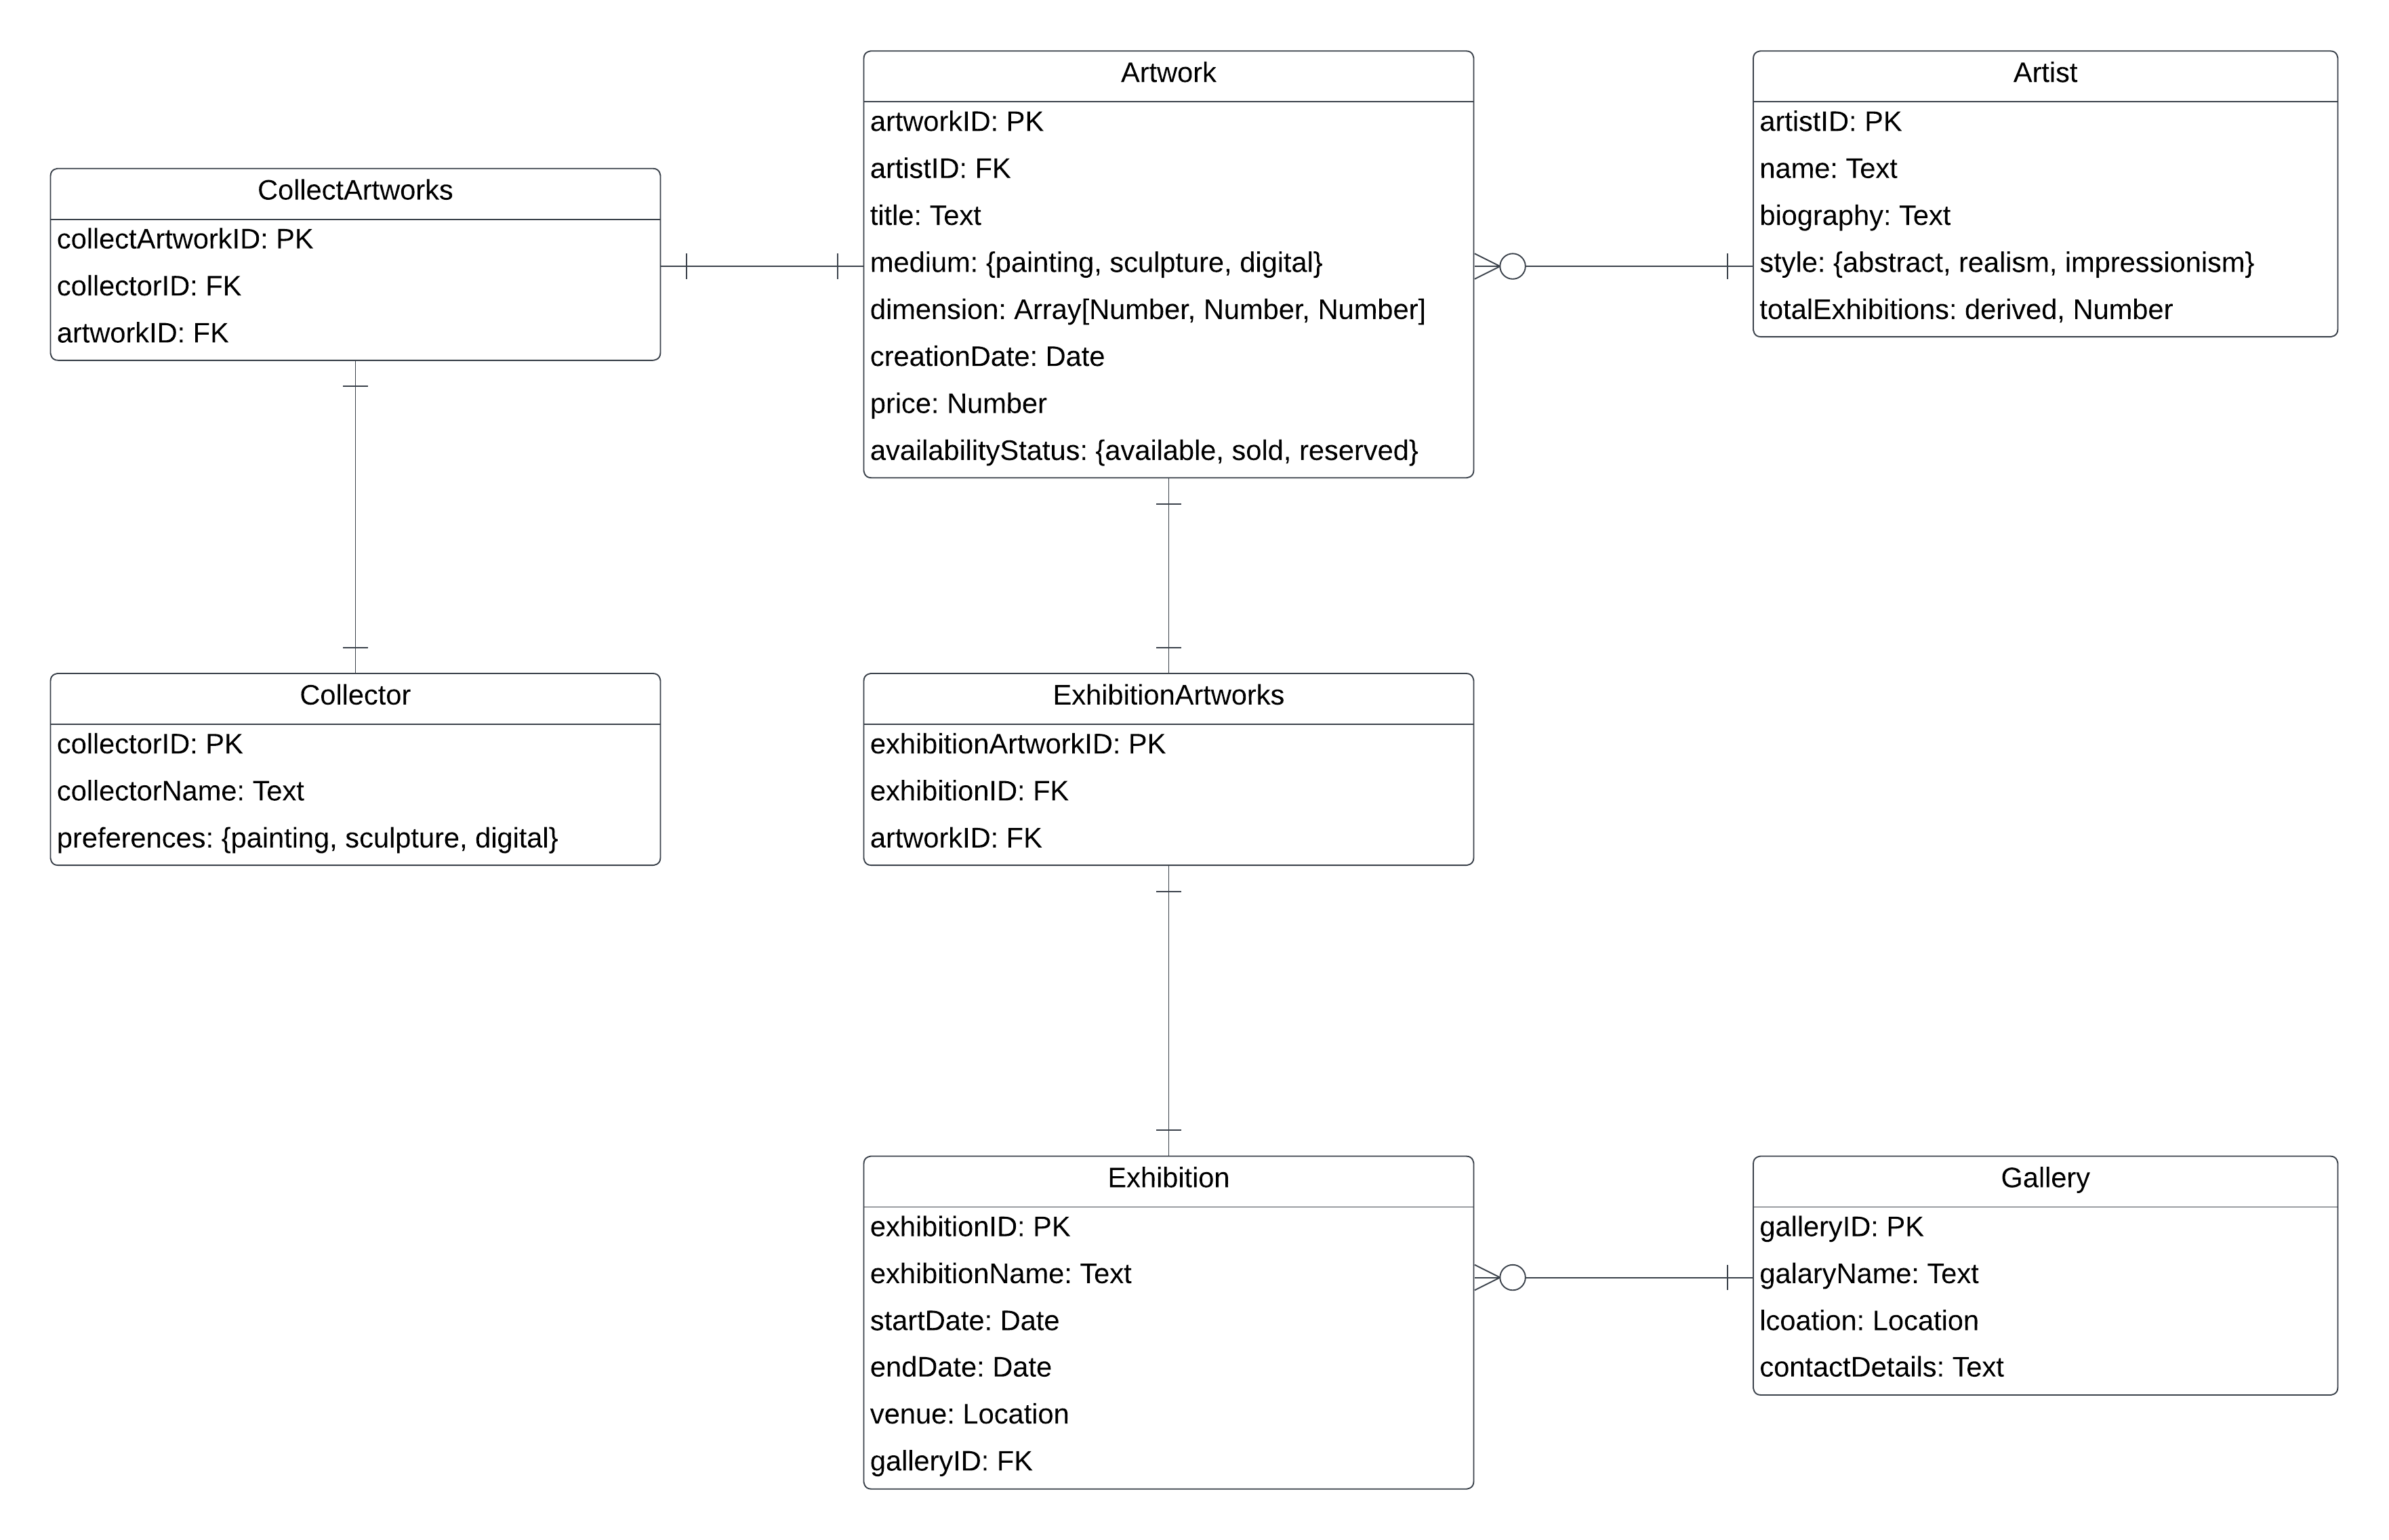 Artwork
artworkID: PK
artistID: FK
title: Text
medium: {painting, sculpture, digital}
dimension: Array[Number, Number, Number]
creationDate: Date
price: Number
availabilityStatus: {available, sold, reserved}
Artist
artistID: PK
name: Text
biography: Text
style: {abstract, realism, impressionism}
totalExhibitions: derived, Number
CollectArtworks
collectArtworkID: PK
collectorID: FK
artworkID: FK
Collector
collectorID: PK
collectorName: Text
preferences: {painting, sculpture, digital}
ExhibitionArtworks
exhibitionArtworkID: PK
exhibitionID: FK
artworkID: FK
Exhibition
exhibitionID: PK
exhibitionName: Text
startDate: Date
endDate: Date
venue: Location
galleryID: FK
Gallery
galleryID: PK
galaryName: Text
lcoation: Location
contactDetails: Text